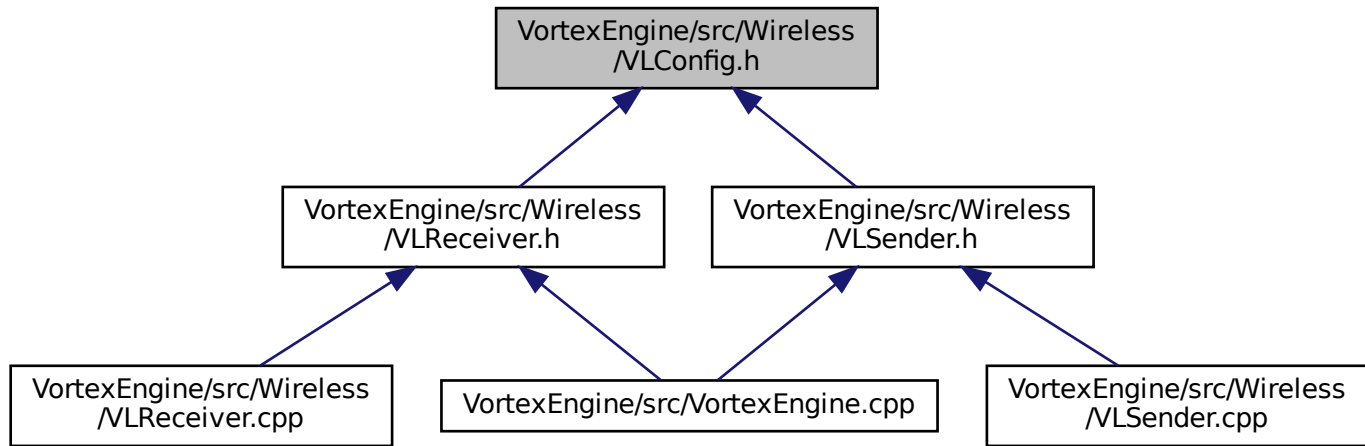 VortexEngine/src/Wireless
/VLConfig.h
VortexEngine/src/Wireless
/VLReceiver.h
VortexEngine/src/Wireless
/VLSender.h
VortexEngine/src/Wireless
/VLReceiver.cpp
VortexEngine/src/VortexEngine.cpp
VortexEngine/src/Wireless
/VLSender.cpp